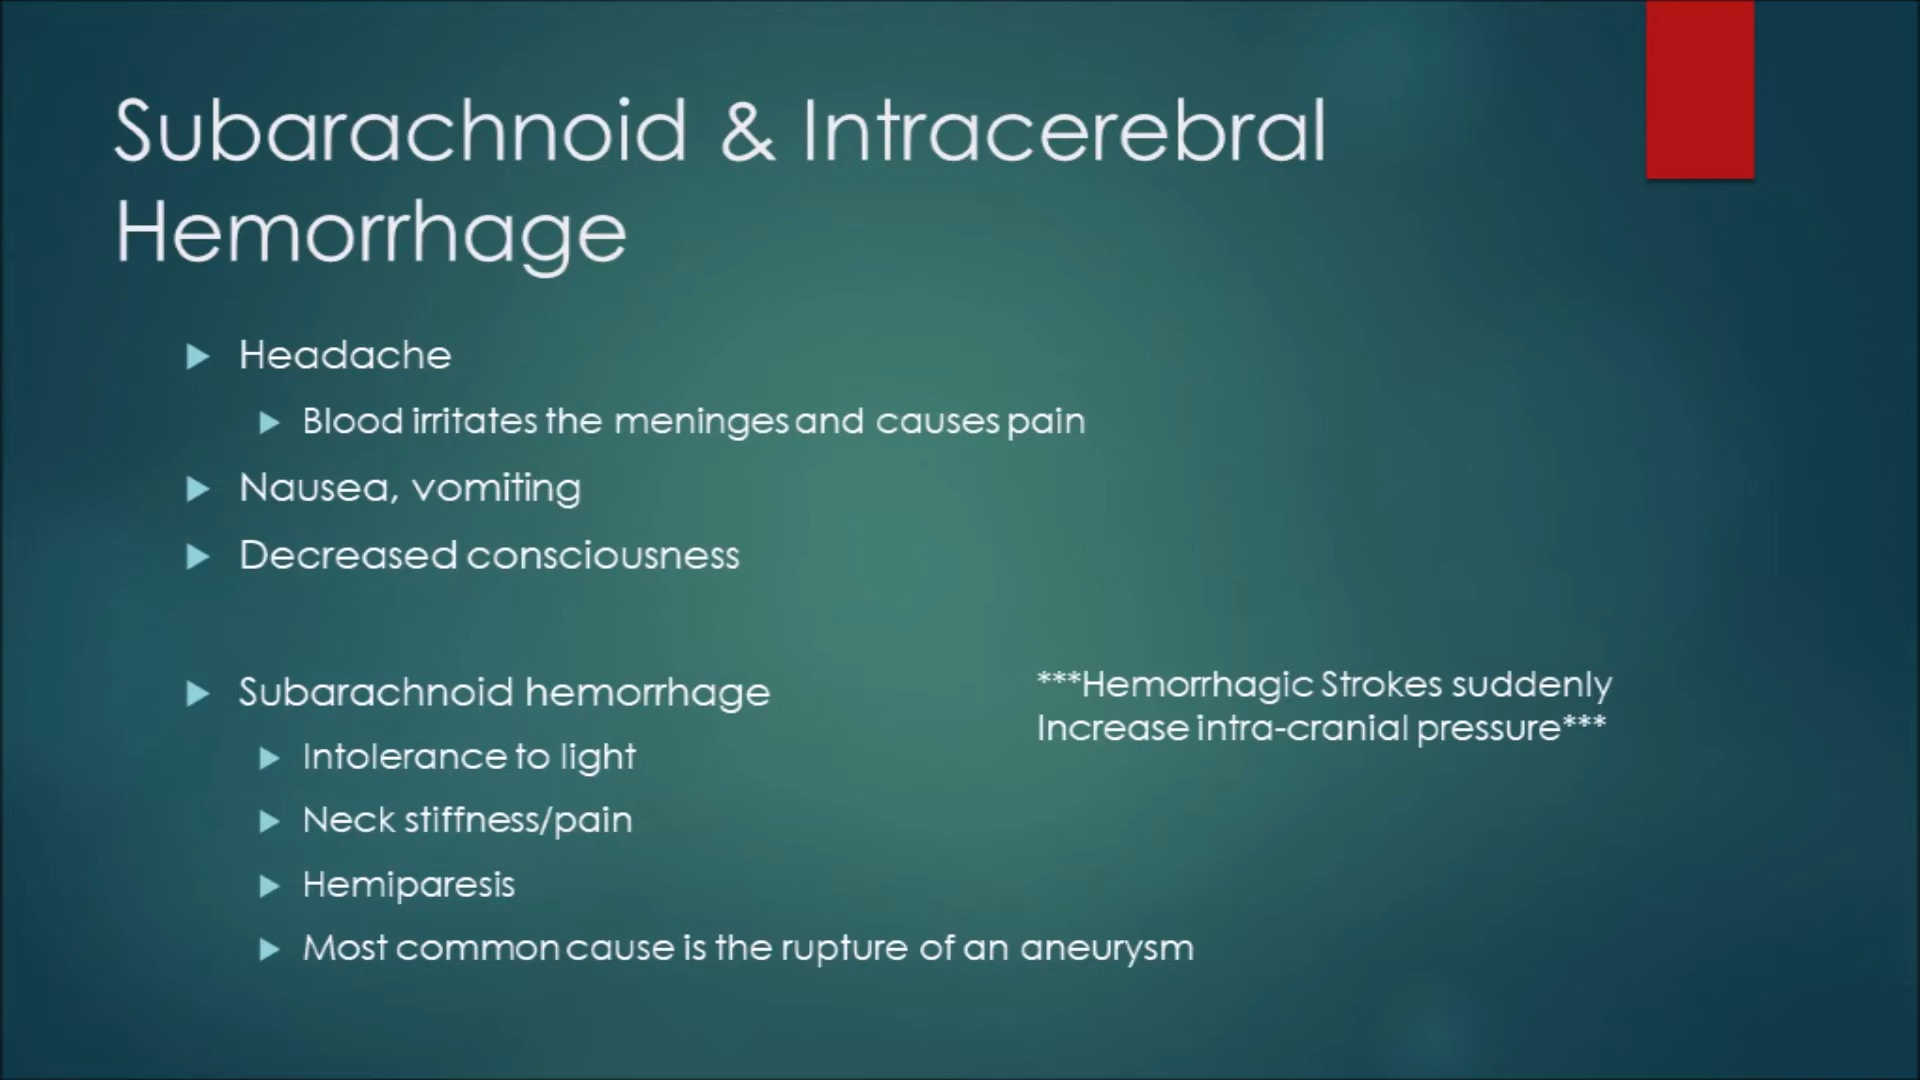 Subarachnoid & Intracerebral
Hemorrhage
Headache
Blood irritates the meninges and causes pain
Nausea, vomiting
Decreased consciousness
Subarachnoid hemorrhage
Intolerance to light
Neck stiffness/pain
Hemiparesis
Most common cause is the rupture of an aneurysm
***Hemorrhagic Strokes suddenly
Increase intra-cranial pressure***